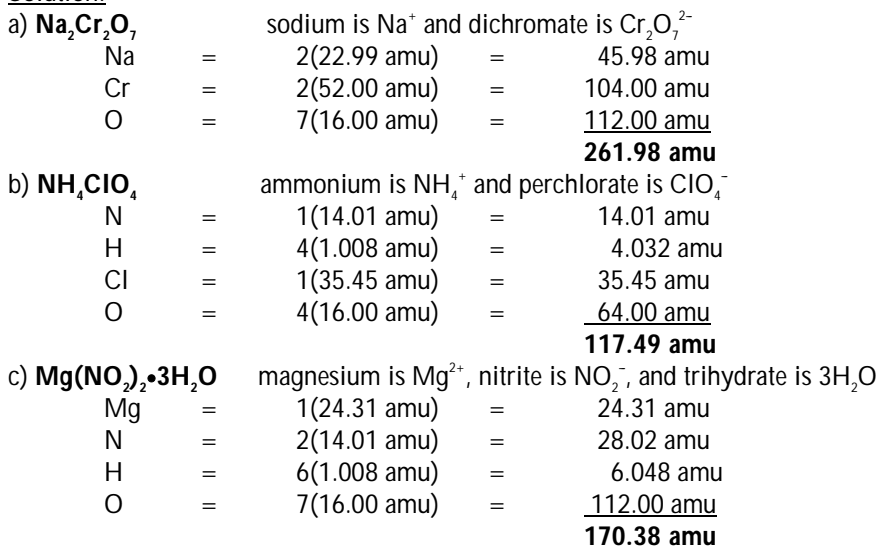 a) Na₂Cr₂O₇ sodium is Na⁺ and dichromate is Cr₂O₇²⁻
Na = 2(22.99 amu) = 45.98 amu
Cr = 2(52.00 amu) = 104.00 amu
O = 7(16.00 amu) = 112.00 amu
261.98 amu
b) NH₄ClO₄ ammonium is NH₄⁺ and perchlorate is ClO₄⁻
N = 1(14.01 amu) = 14.01 amu
H = 4(1.008 amu) = 4.032 amu
Cl = 1(35.45 amu) = 35.45 amu
O = 4(16.00 amu) = 64.00 amu
117.49 amu
c) Mg(NO₂)₂•3H₂O magnesium is Mg²⁺, nitrite is NO₂⁻, and trihydrate is 3H₂O
Mg = 1(24.31 amu) = 24.31 amu
N = 2(14.01 amu) = 28.02 amu
H = 6(1.008 amu) = 6.048 amu
O = 7(16.00 amu) = 112.00 amu
170.38 amu